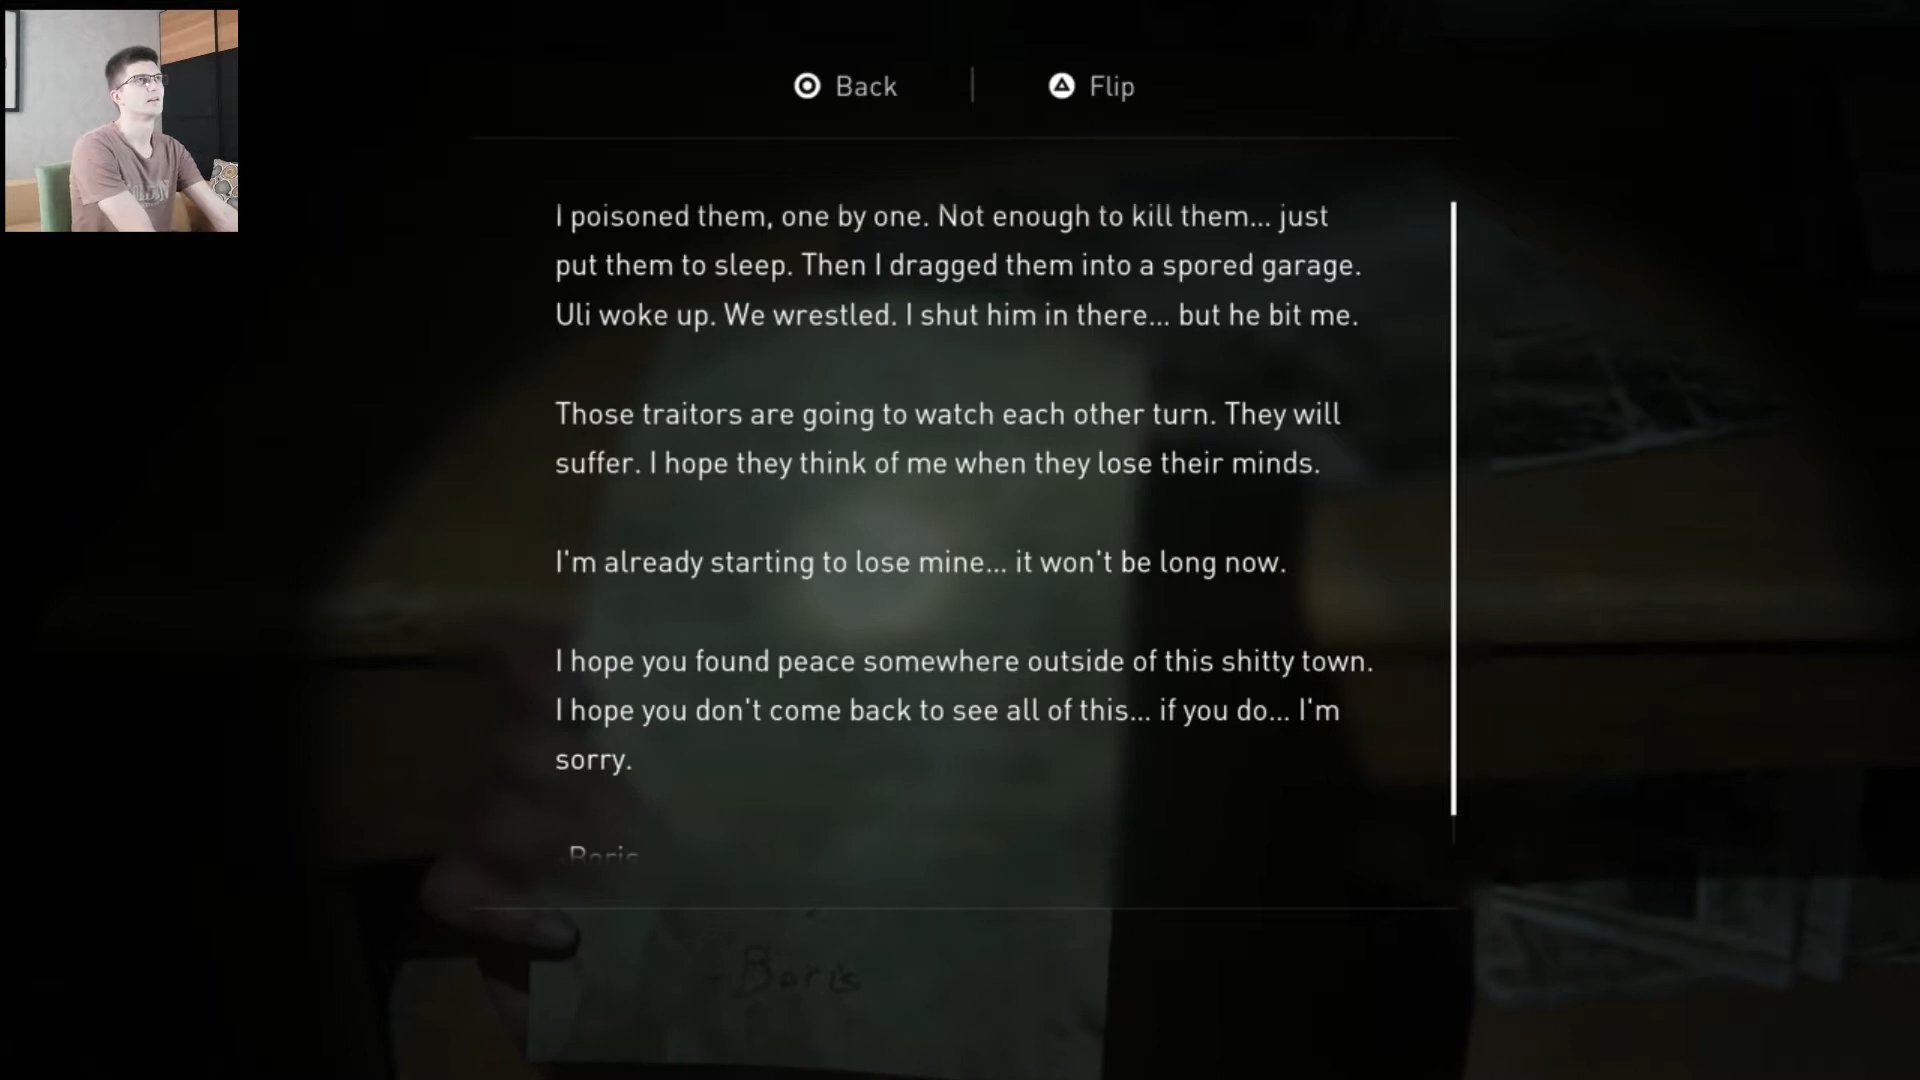 Back | Flip
I poisoned them, one by one. Not enough to kill them... just
put them to sleep. Then I dragged them into a spored garage.
Uli woke up. We wrestled. I shut him in there... but he bit me.
Those traitors are going to watch each other turn. They will
suffer. I hope they think of me when they lose their minds.
I'm already starting to lose mine... it won't be long now.
I hope you found peace somewhere outside of this shitty town.
I hope you don't come back to see all of this... if you do... I'm
sorry.
-Boris
- Boris